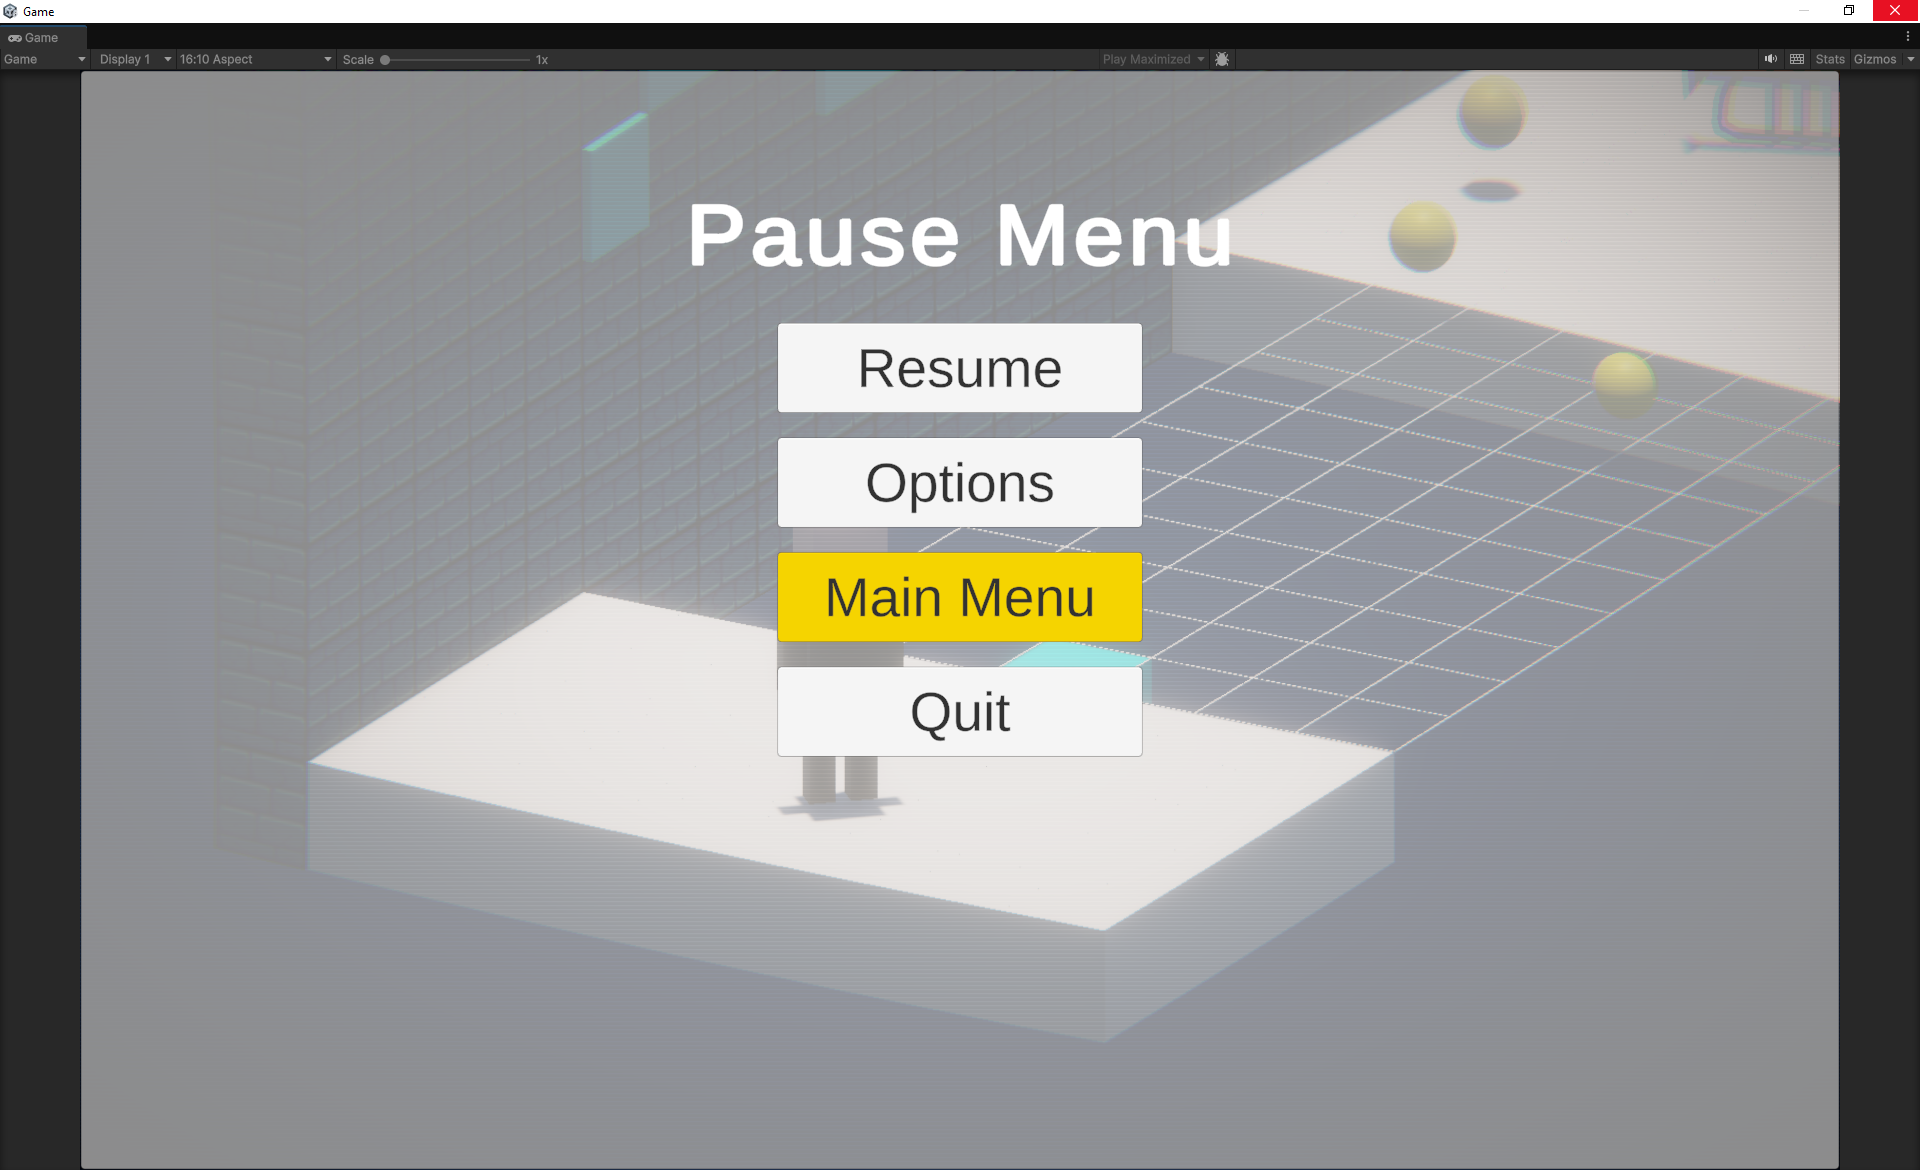 Game
Game
Game Display 1 16:10 Aspect Scale 1x Play Maximized Stats Gizmos
Pause Menu
Resume
Options
Main Menu
Quit